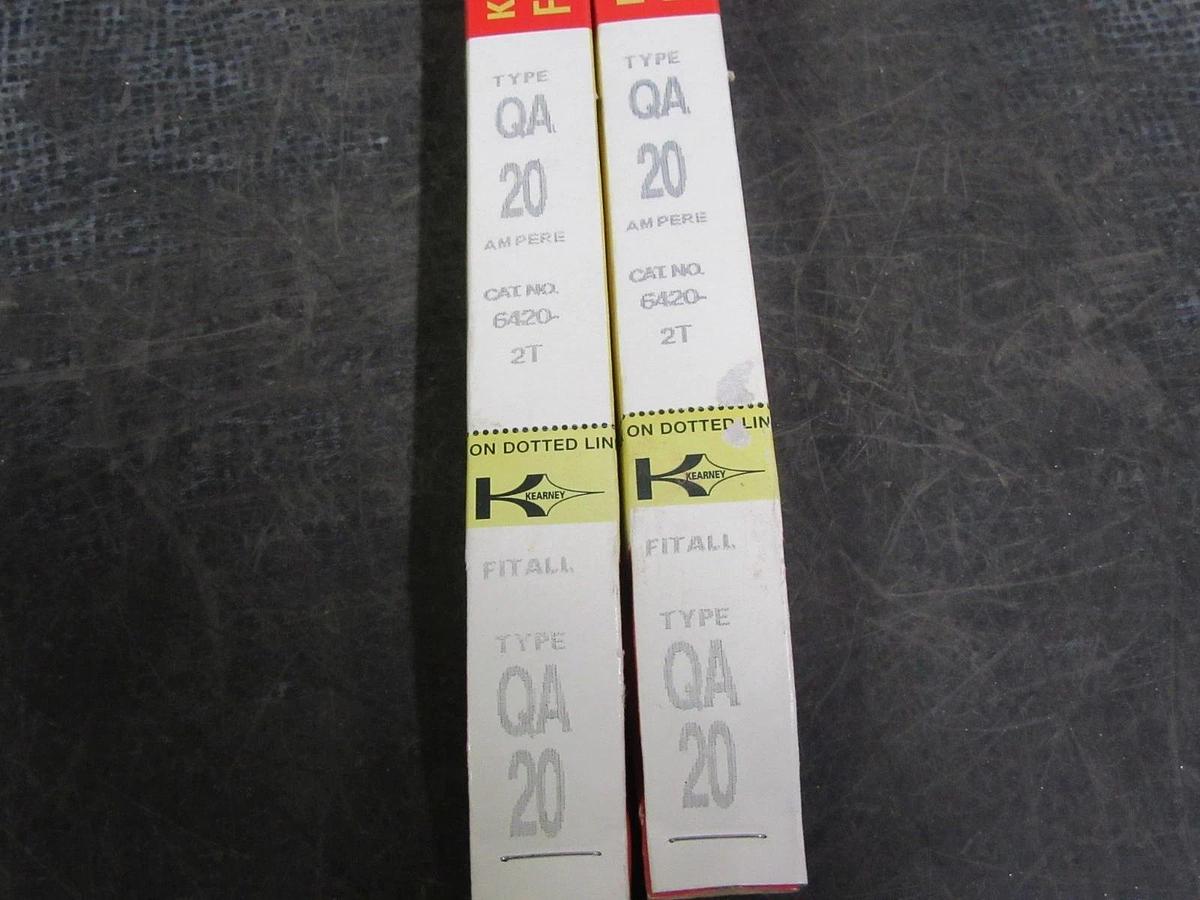 K
F
TYPE
QA
20
AMPERE
CAT. NO.
6420-
2T
ON DOTTED LIN
K KEARNEY
FITALL
TYPE
QA
20
TYPE
QA
20
AMPERE
CAT. NO.
6420-
2T
ON DOTTED LIN
K KEARNEY
FITALL
TYPE
QA
20